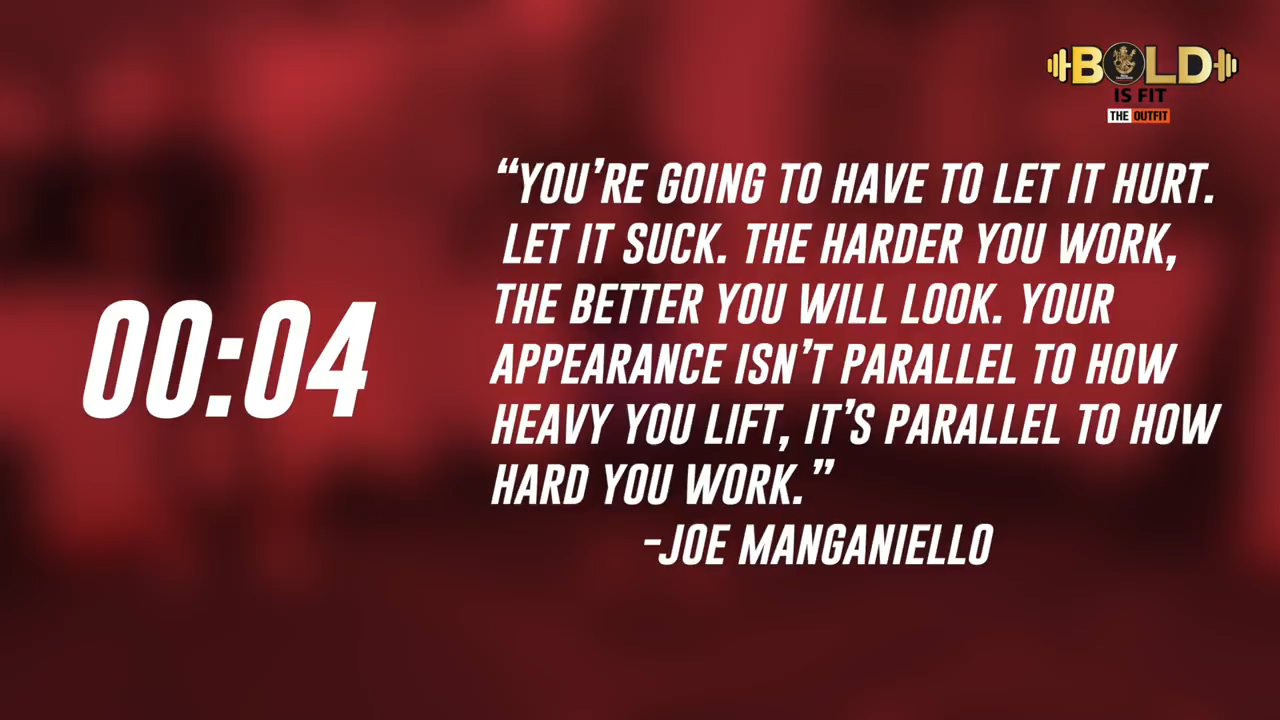 BOLD
IS FIT
THE OUTFIT
“YOU’RE GOING TO HAVE TO LET IT HURT.
LET IT SUCK. THE HARDER YOU WORK,
THE BETTER YOU WILL LOOK. YOUR
APPEARANCE ISN’T PARALLEL TO HOW
HEAVY YOU LIFT, IT’S PARALLEL TO HOW
HARD YOU WORK.”
-JOE MANGANIELLO
00:04